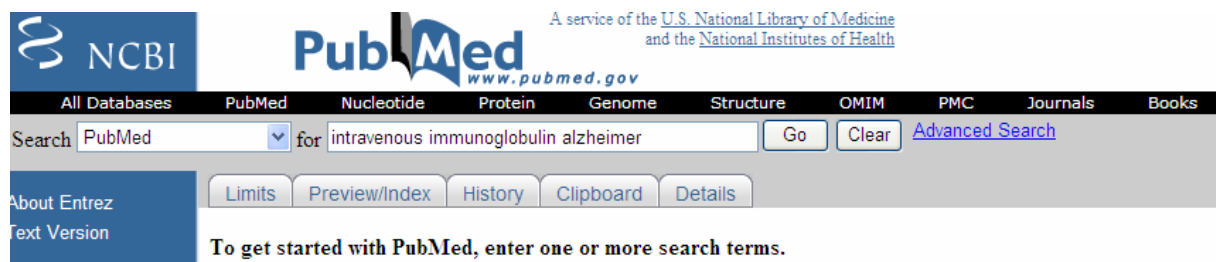 A service of the U.S. National Library of Medicine
and the National Institutes of Health
NCBI
PubMed
www.pubmed.gov
All Databases PubMed Nucleotide Protein Genome Structure OMIM PMC Journals Books
Search PubMed for intravenous immunoglobulin alzheimer Go Clear Advanced Search
Limits Preview/Index History Clipboard Details
About Entrez
Text Version
To get started with PubMed, enter one or more search terms.